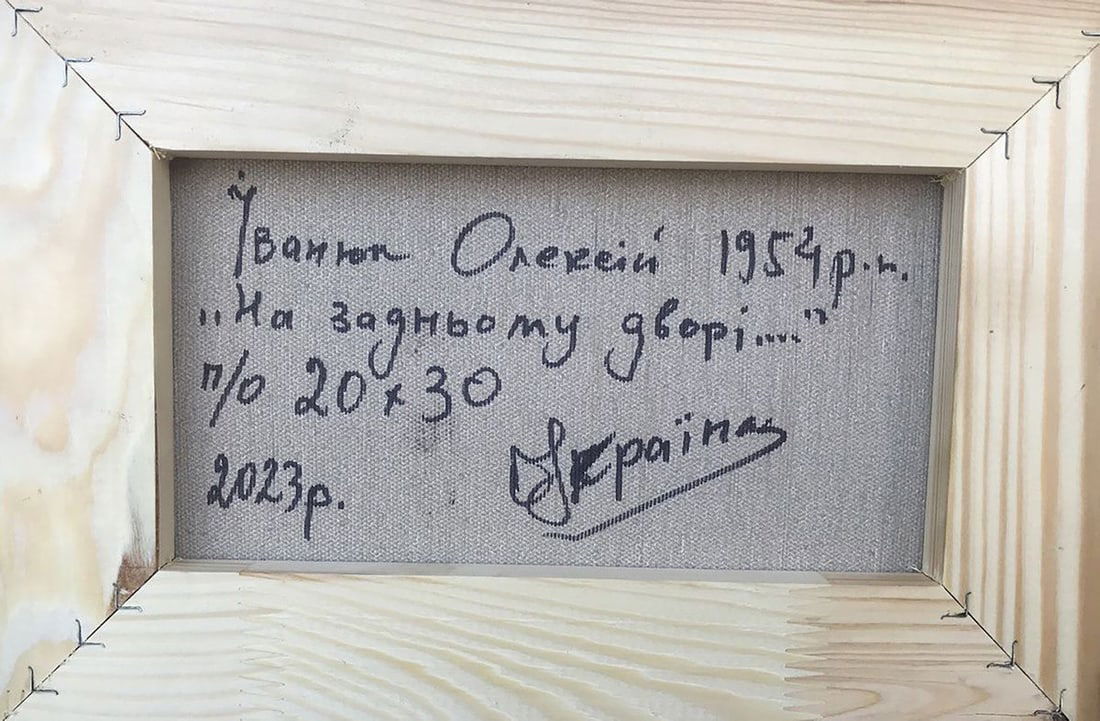 Іванюк Олексій 1954р.н.
„На задньому дворі...."
п/о 20х30
2023р.
Україна